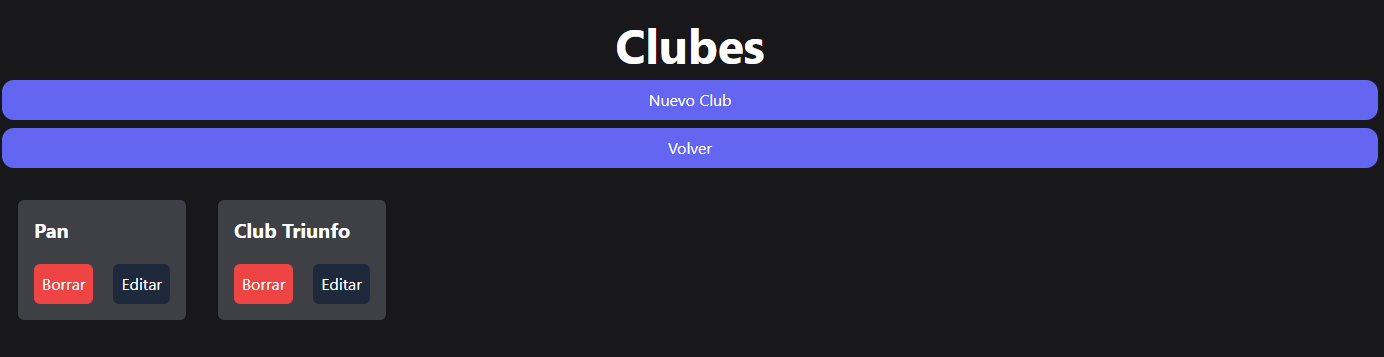 Clubes
Nuevo Club
Volver
Pan
Borrar Editar
Club Triunfo
Borrar Editar